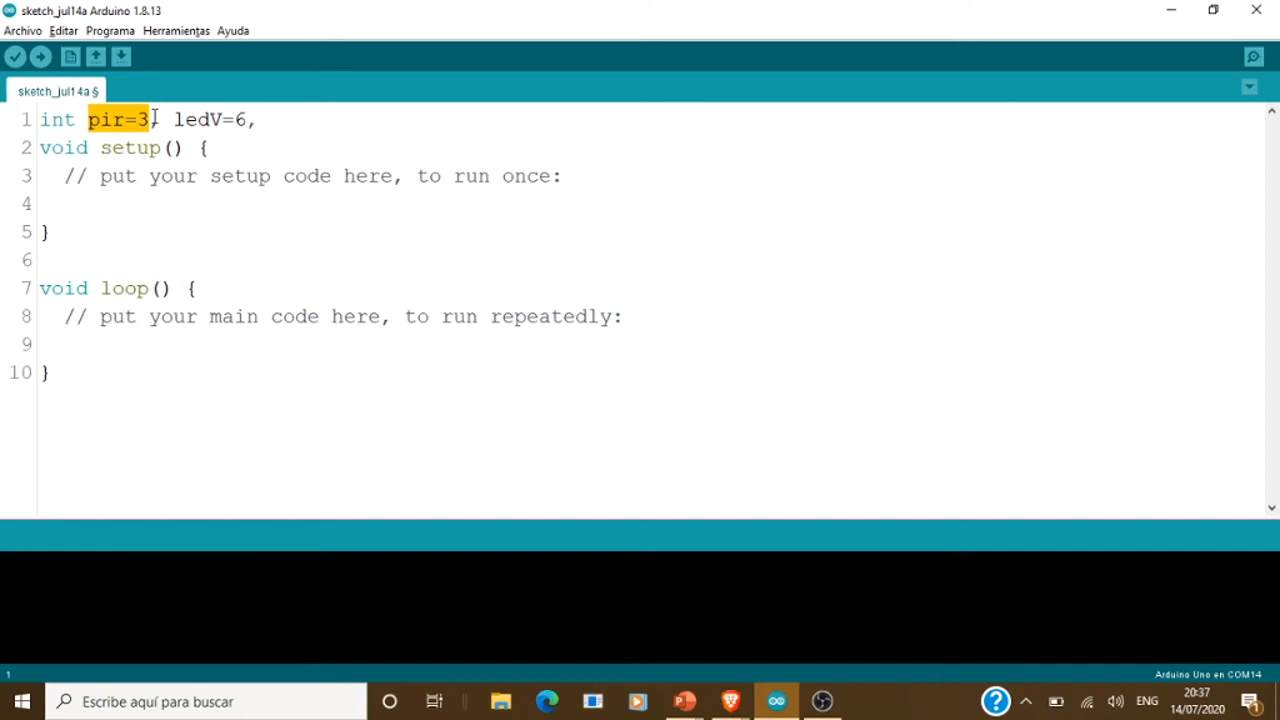 sketch_jul14a Arduino 1.8.13
Archivo Editar Programa Herramientas Ayuda
sketch_jul14a §
1 int pir=3, ledV=6,
2 void setup() {
3 // put your setup code here, to run once:
4
5 }
6
7 void loop() {
8 // put your main code here, to run repeatedly:
9
10 }
1
Arduino Uno en COM14
Escribe aquí para buscar
ENG
20:37
14/07/2020
1